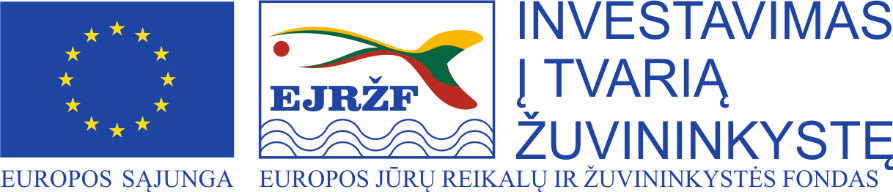 EJRŽF
INVESTAVIMAS
Į TVARIĄ
ŽUVININKYSTĘ
EUROPOS SĄJUNGA
EUROPOS JŪRŲ REIKALŲ IR ŽUVININKYSTĖS FONDAS